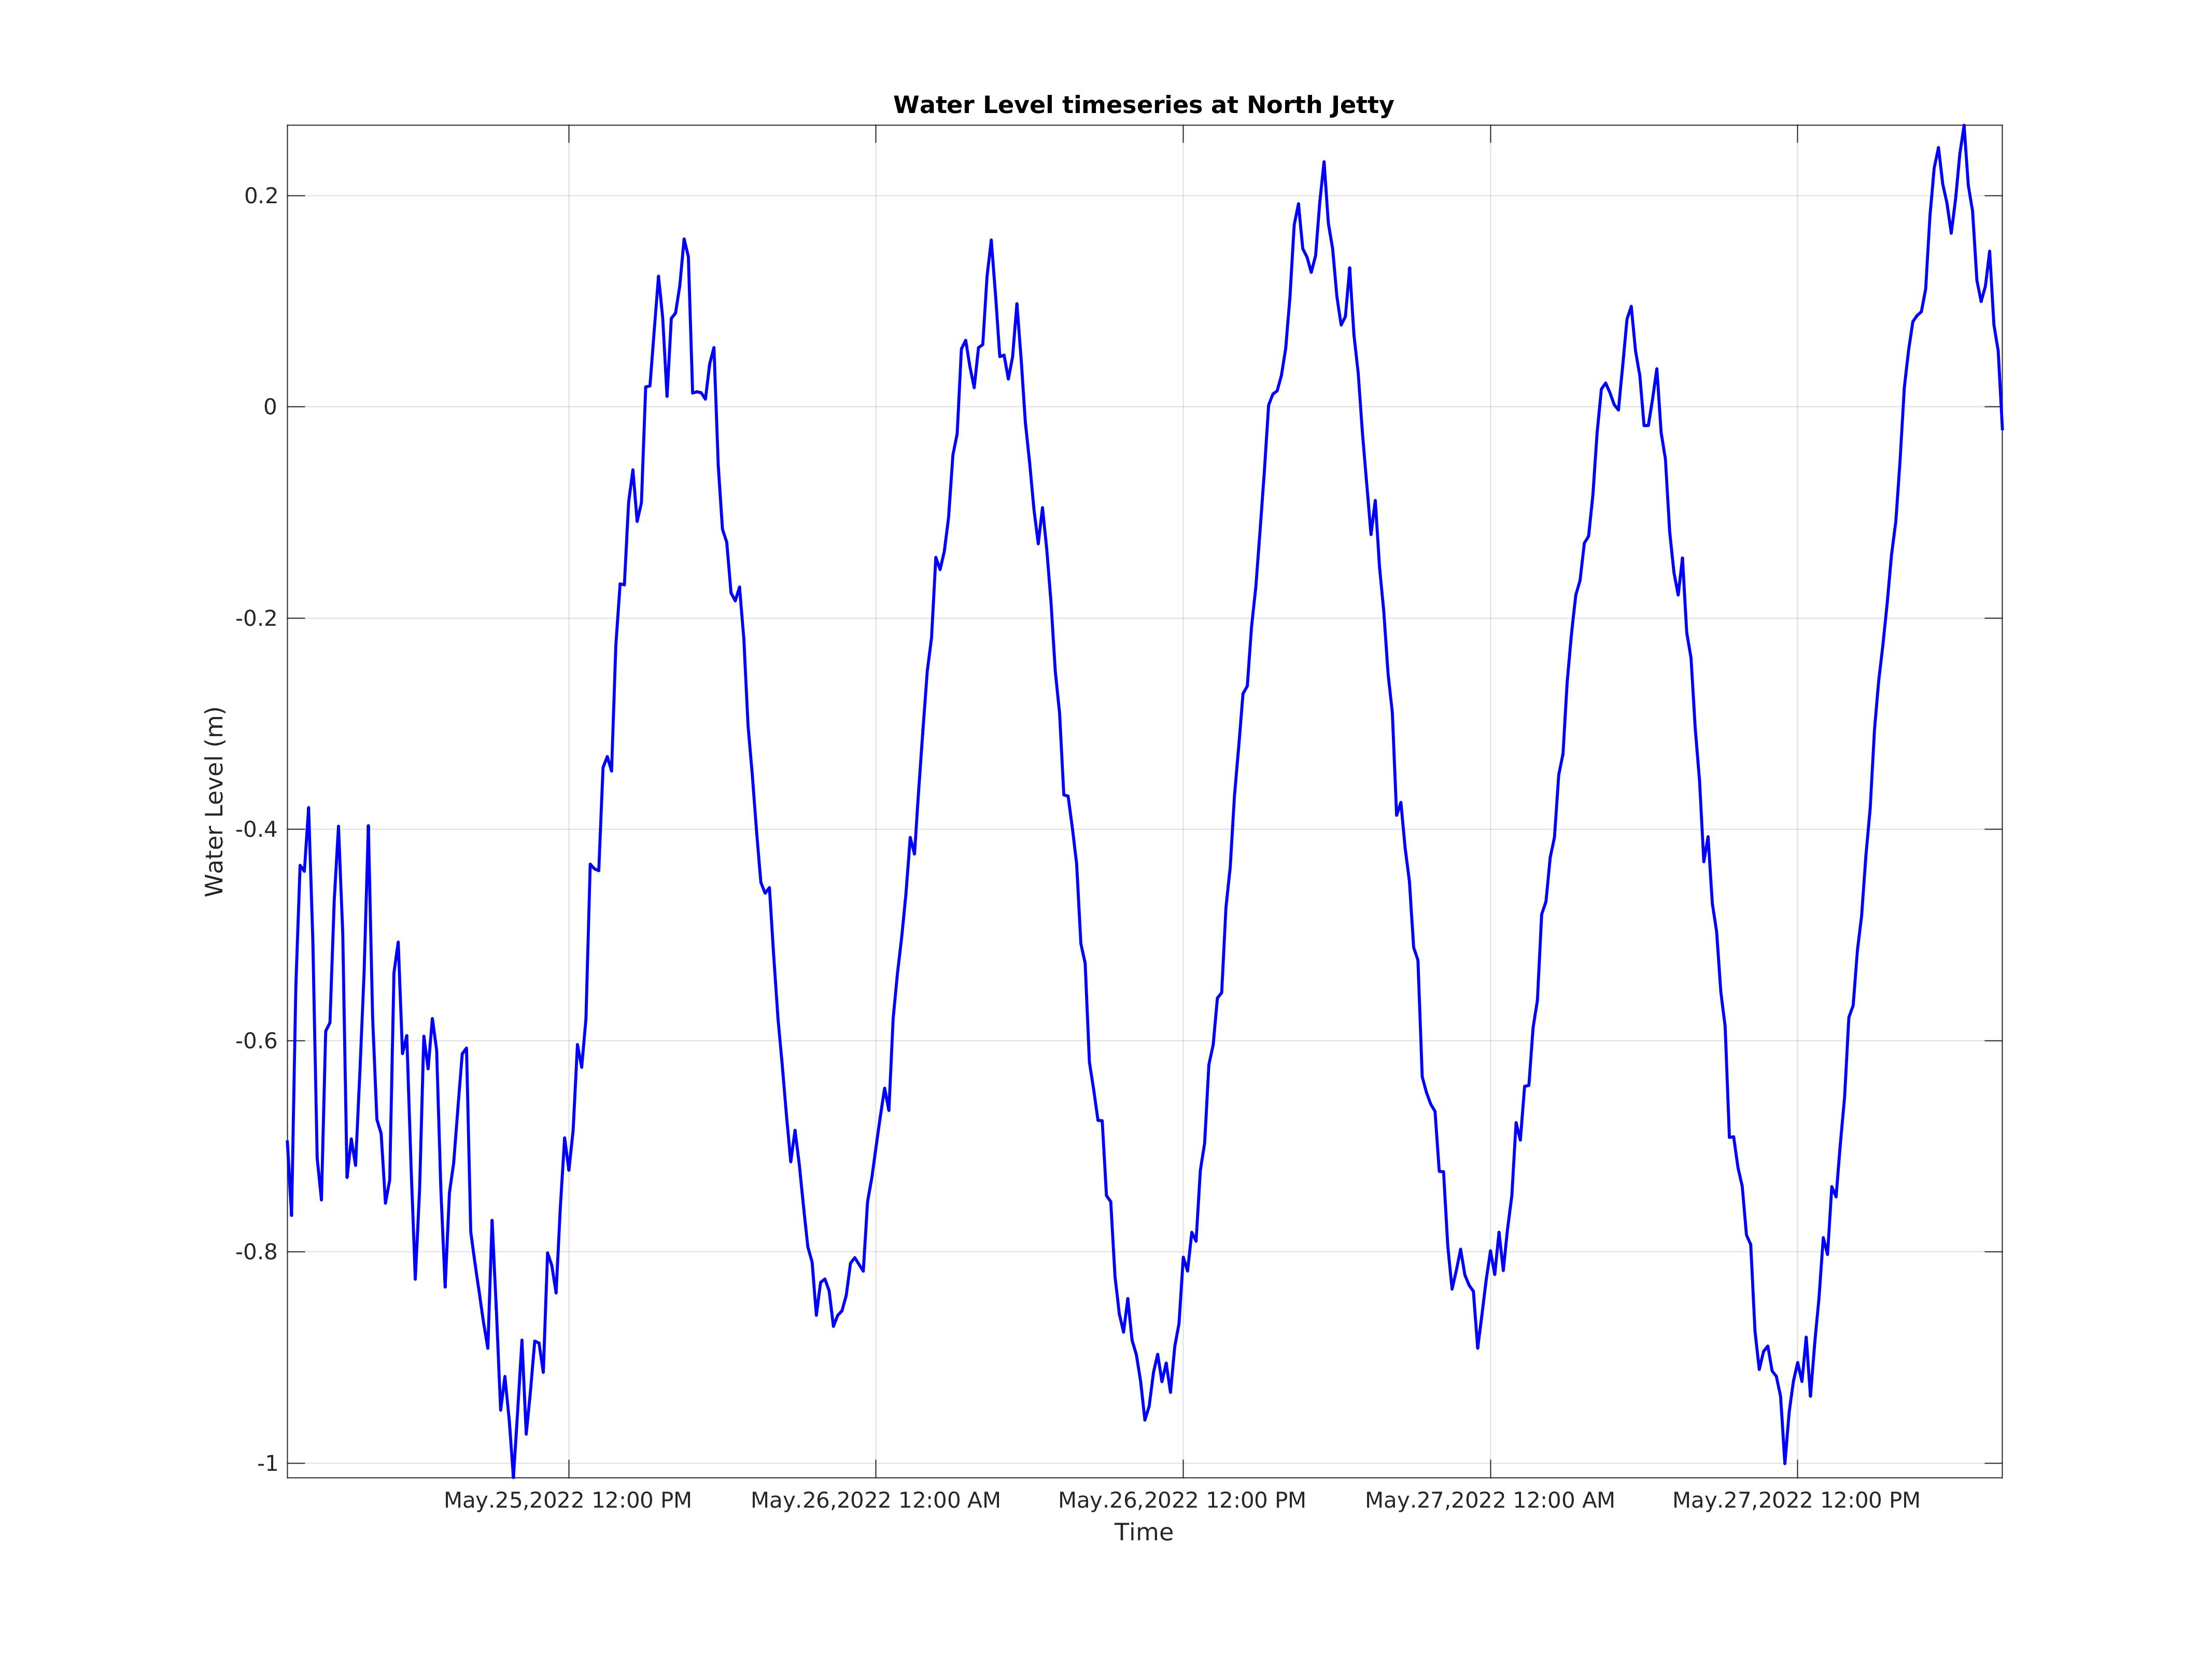 Water Level timeseries at North Jetty
0.2
0
-0.2
-0.4
-0.6
-0.8
-1
Water Level (m)
May.25,2022 12:00 PM
May.26,2022 12:00 AM
May.26,2022 12:00 PM
May.27,2022 12:00 AM
May.27,2022 12:00 PM
Time